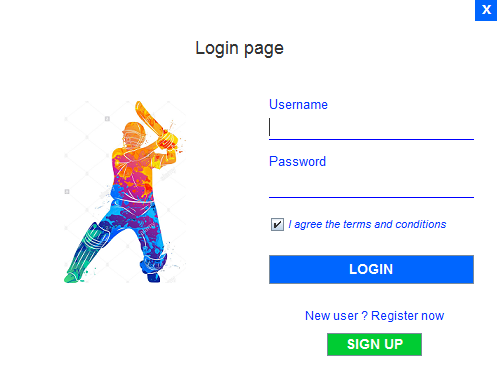 X
Login page
Username
Password
I agree the terms and conditions
LOGIN
New user ? Register now
SIGN UP